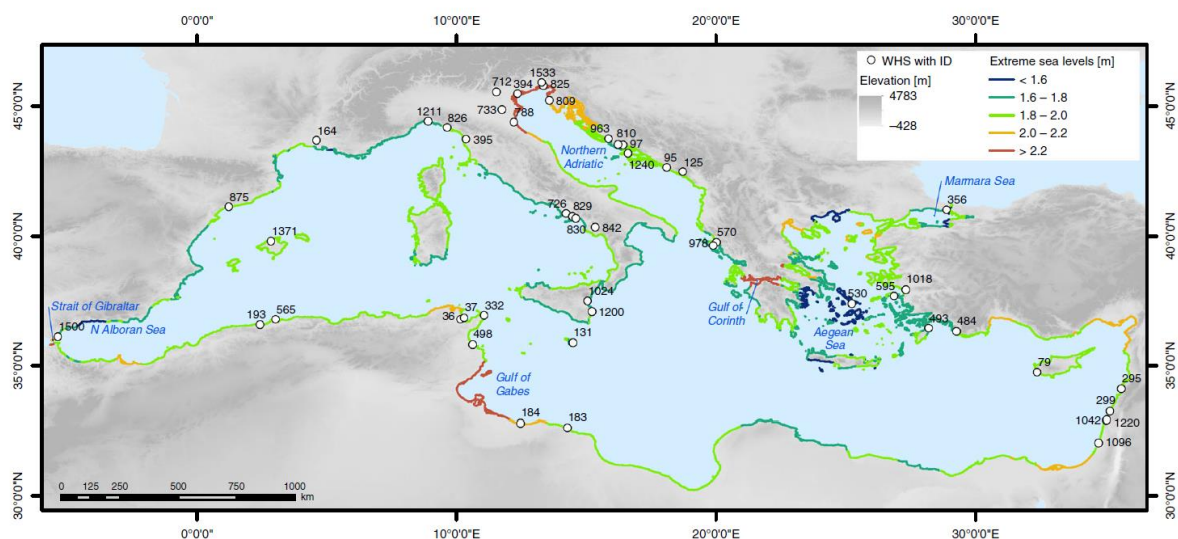 0°0'0" 10°0'0"E 20°0'0"E 30°0'0"E
WHS with ID
Elevation [m]
4783
–428
Extreme sea levels [m]
< 1.6
1.6 – 1.8
1.8 – 2.0
2.0 – 2.2
> 2.2
45°0'0"N 45°0'0"N
40°0'0"N 40°0'0"N
35°0'0"N 35°0'0"N
30°0'0"N 30°0'0"N
1533
712 394 825
733 788 809
1211 826
164 395
963 810
97
1240
Northern
Adriatic
95 125
Marmara Sea
356
875
1371
726 829
830 842
570
978
1018
595
530
Gulf of
Corinth
Aegean
Sea
493 484
1024
1200
131
Strait of Gibraltar
1500 N Alboran Sea
193 565
36 37 332
498
Gulf of
Gabes
184 183
79
295
299
1042 1220
1096
0 125 250 500 750 1000
km
0°0'0" 10°0'0"E 20°0'0"E 30°0'0"E